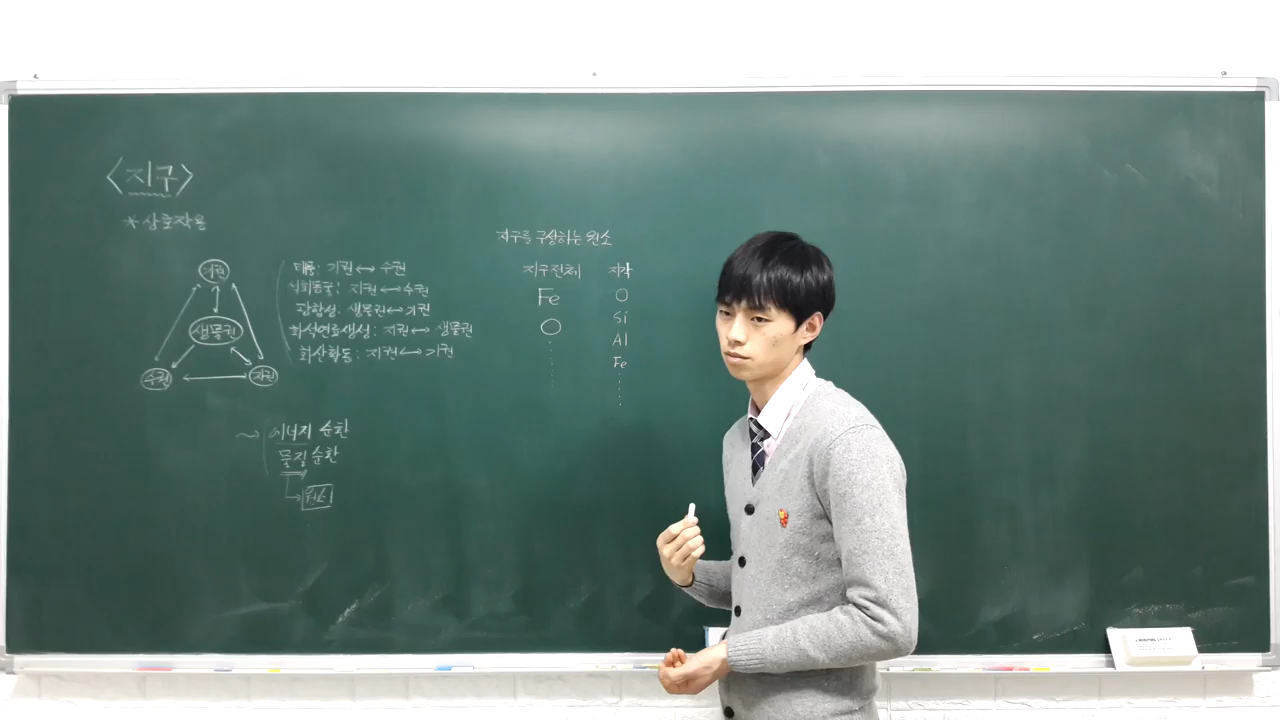 <지구>
*상호작용
기권
생물권
수권
지권
태풍: 기권↔수권
석회동굴: 지권↔수권
광합성: 생물권↔기권
화석연료생성: 지권↔생물권
화산활동: 지권↔기권
~> 에너지 순환
물질 순환
원소
지구를 구성하는 원소
지구전체 지각
Fe O
O Si
Al
Fe